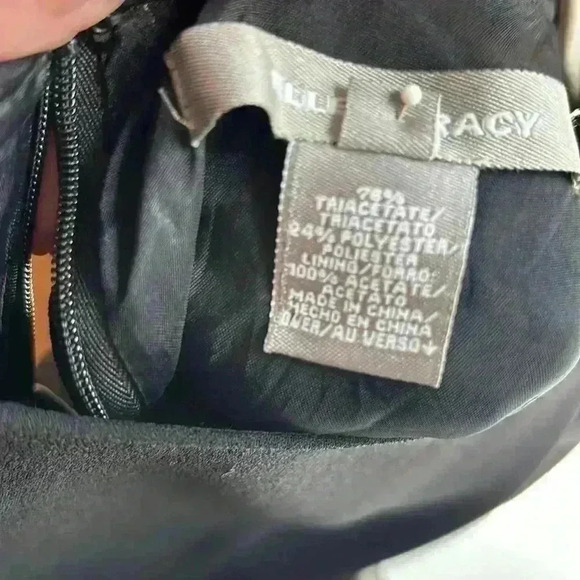 ELLE RACY
76%
TRIACETATE/
TRIACETATO
24% POLYESTER/
POLIESTER
LINING/FORRO:
100% ACETATE/
ACETATO
MADE IN CHINA/
HECHO EN CHINA
OVER/AU VERSO↓